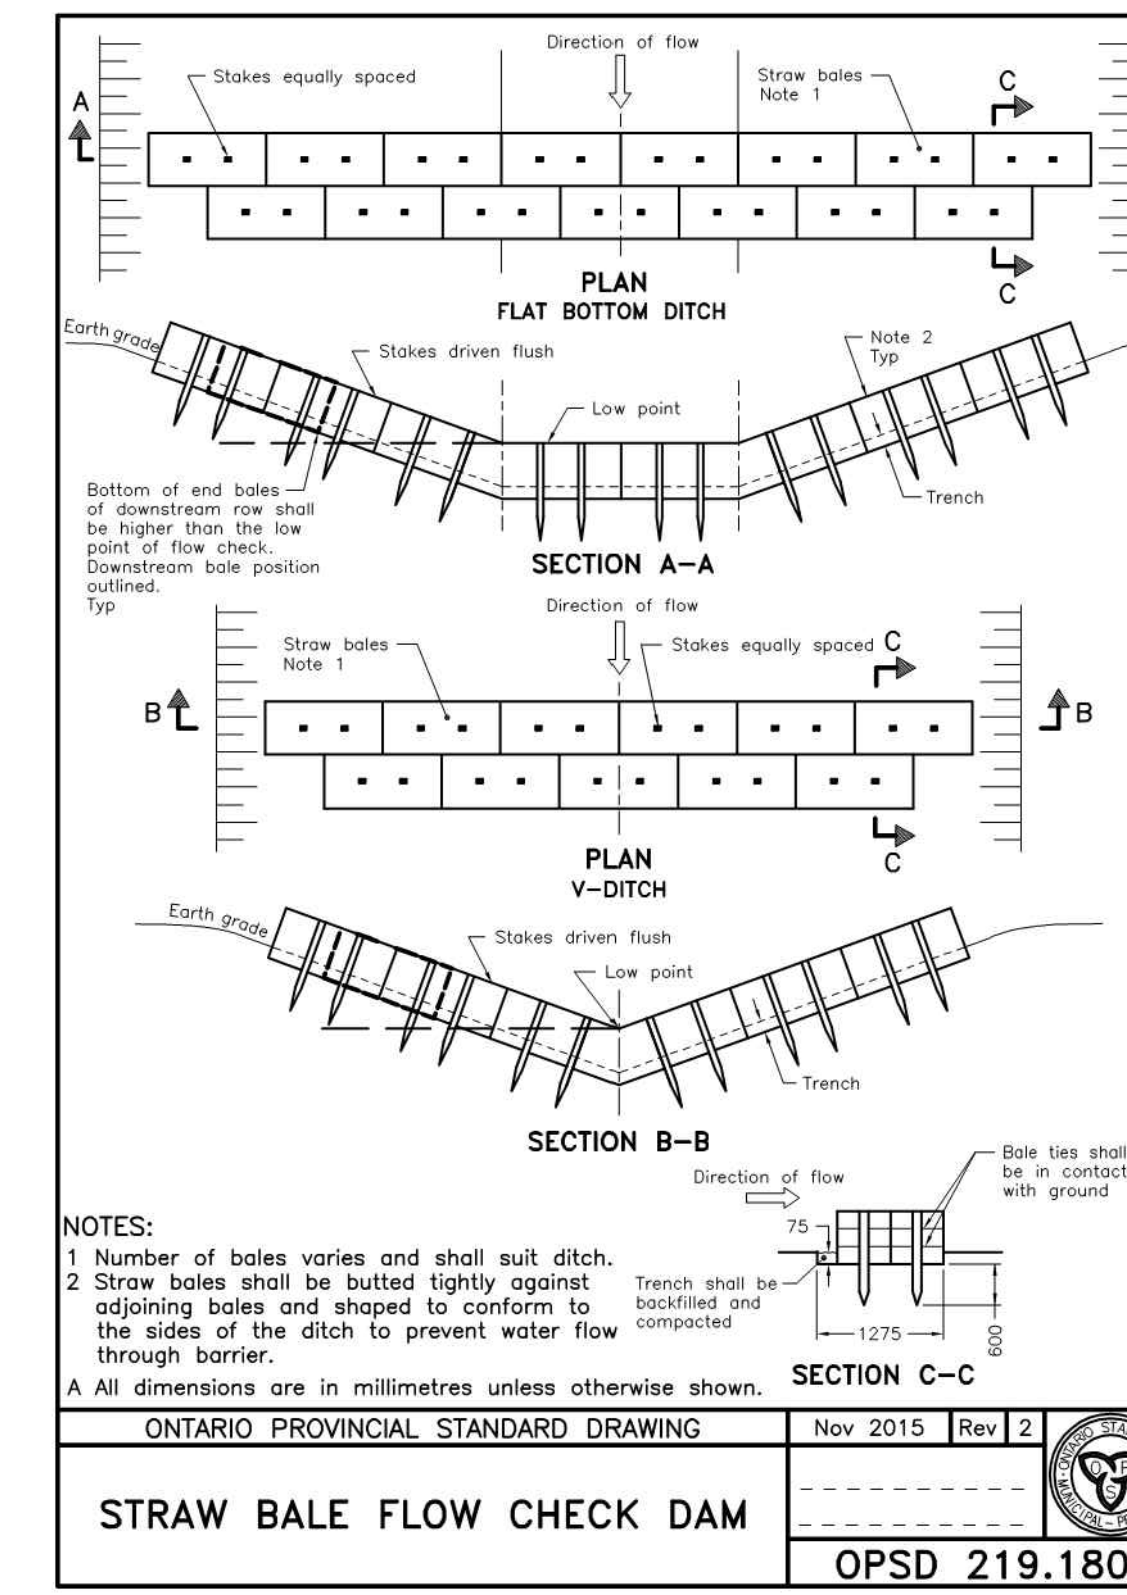 Direction of flow
Stakes equally spaced
Straw bales
Note 1
C
A
C
PLAN
FLAT BOTTOM DITCH
Earth grade
Stakes driven flush
Note 2
Typ
Low point
Trench
Bottom of end bales
of downstream row shall
be higher than the low
point of flow check.
Downstream bale position
outlined.
Typ
SECTION A-A
Direction of flow
Straw bales
Note 1
Stakes equally spaced
C
B
B
C
PLAN
V-DITCH
Earth grade
Stakes driven flush
Low point
Trench
SECTION B-B
Direction of flow
Bale ties shall
be in contact
with ground
75
Trench shall be
backfilled and
compacted
1275
600
SECTION C-C
NOTES:
1 Number of bales varies and shall suit ditch.
2 Straw bales shall be butted tightly against
adjoining bales and shaped to conform to
the sides of the ditch to prevent water flow
through barrier.
A All dimensions are in millimetres unless otherwise shown.
ONTARIO PROVINCIAL STANDARD DRAWING
Nov 2015
Rev
2
STRAW BALE FLOW CHECK DAM
OPSD 219.180
ONTARIO
MUNICIPAL
O P
S